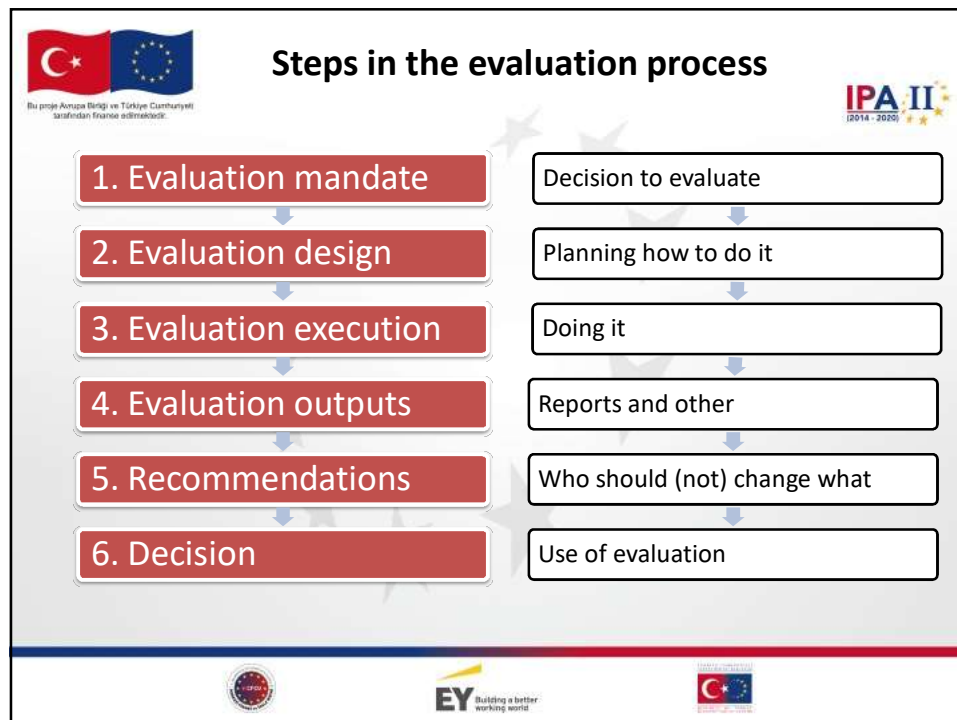 Steps in the evaluation process
Bu proje Avrupa Birliği ve Türkiye Cumhuriyeti
tarafından finanse edilmektedir.
IPA II
(2014 - 2020)
1. Evaluation mandate
Decision to evaluate
2. Evaluation design
Planning how to do it
3. Evaluation execution
Doing it
4. Evaluation outputs
Reports and other
5. Recommendations
Who should (not) change what
6. Decision
Use of evaluation
CFCU
EY
Building a better
working world